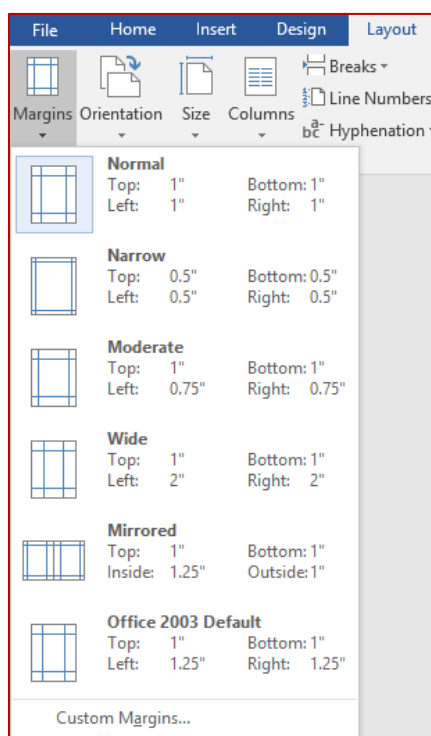 File Home Insert Design Layout
Breaks
Margins Orientation Size Columns Line Numbers
Hyphenation
Normal
Top: 1" Bottom: 1"
Left: 1" Right: 1"
Narrow
Top: 0.5" Bottom: 0.5"
Left: 0.5" Right: 0.5"
Moderate
Top: 1" Bottom: 1"
Left: 0.75" Right: 0.75"
Wide
Top: 1" Bottom: 1"
Left: 2" Right: 2"
Mirrored
Top: 1" Bottom: 1"
Inside: 1.25" Outside: 1"
Office 2003 Default
Top: 1" Bottom: 1"
Left: 1.25" Right: 1.25"
Custom Margins...